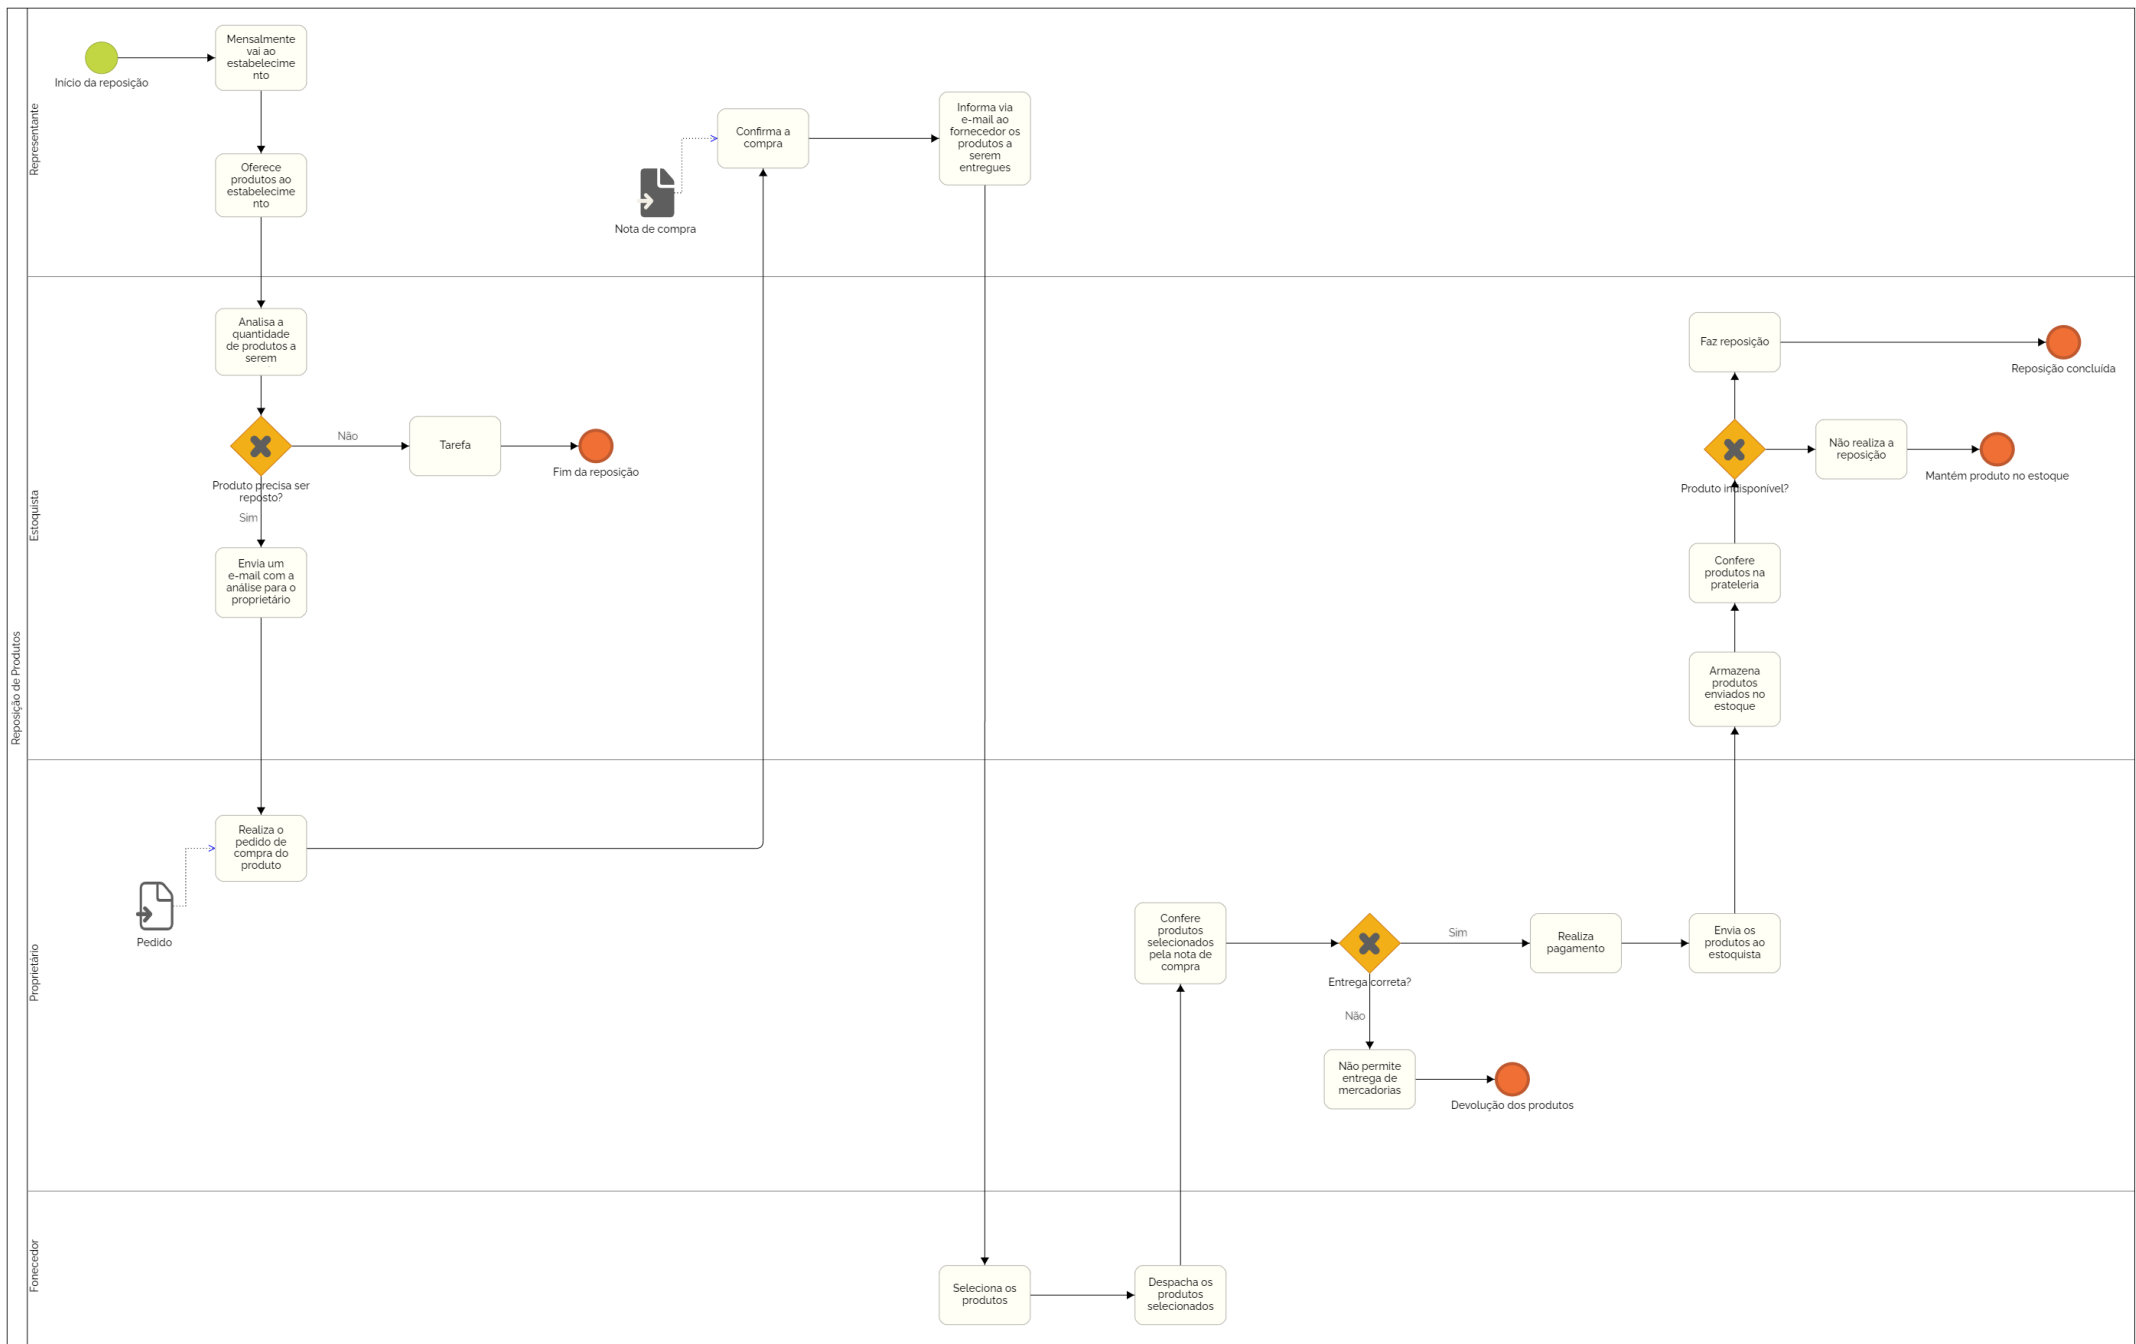 Reposição de Produtos
Representante
Início da reposição
Mensalmente
vai ao
estabelecime
nto
Oferece
produtos ao
estabelecime
nto
Nota de compra
Confirma a
compra
Informa via
e-mail ao
fornecedor os
produtos a
serem
entregues
Estoquista
Analisa a
quantidade
de produtos a
serem
Produto precisa ser
reposto?
Não
Tarefa
Fim da reposição
Sim
Envia um
e-mail com a
análise para o
proprietário
Faz reposição
Reposição concluída
Produto indisponível?
Não realiza a
reposição
Mantém produto no estoque
Confere
produtos na
prateleria
Armazena
produtos
enviados no
estoque
Proprietário
Realiza o
pedido de
compra do
produto
Pedido
Confere
produtos
selecionados
pela nota de
compra
Entrega correta?
Sim
Realiza
pagamento
Envia os
produtos ao
estoquista
Não
Não permite
entrega de
mercadorias
Devolução dos produtos
Fonecedor
Seleciona os
produtos
Despacha os
produtos
selecionados